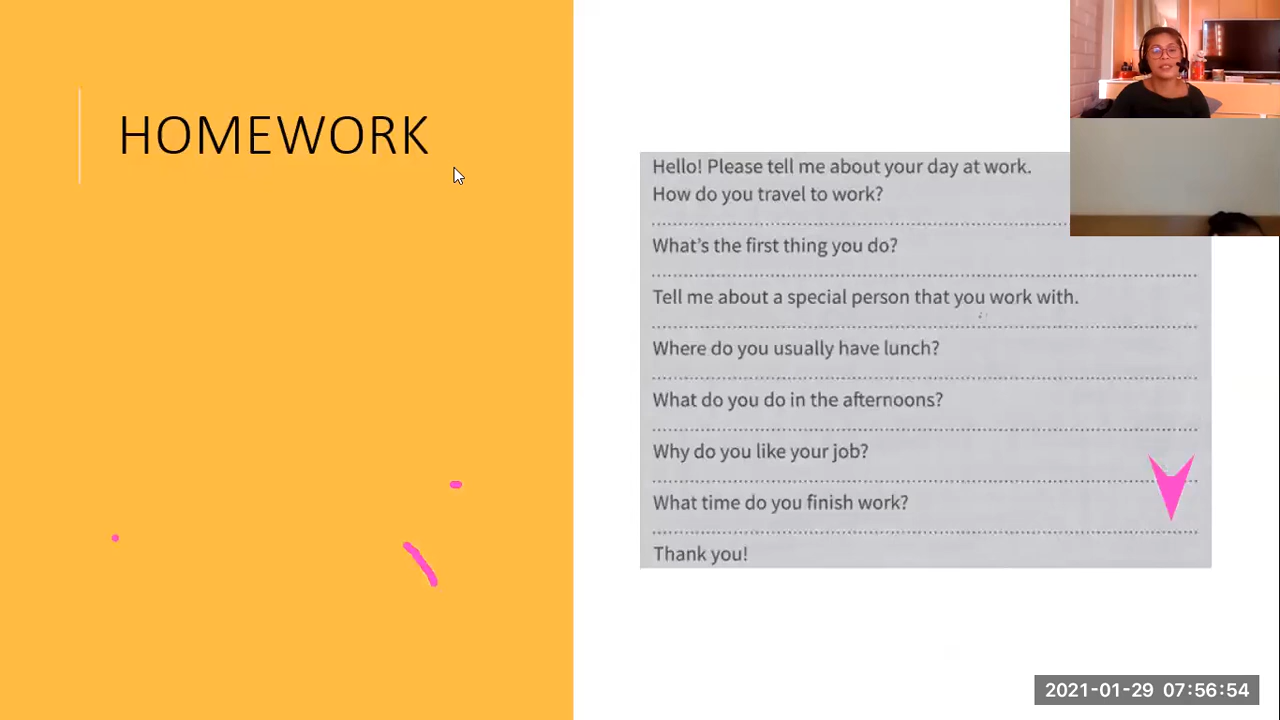 HOMEWORK
Hello! Please tell me about your day at work.
How do you travel to work?
What's the first thing you do?
Tell me about a special person that you work with.
Where do you usually have lunch?
What do you do in the afternoons?
Why do you like your job?
What time do you finish work?
Thank you!
2021-01-29 07:56:54